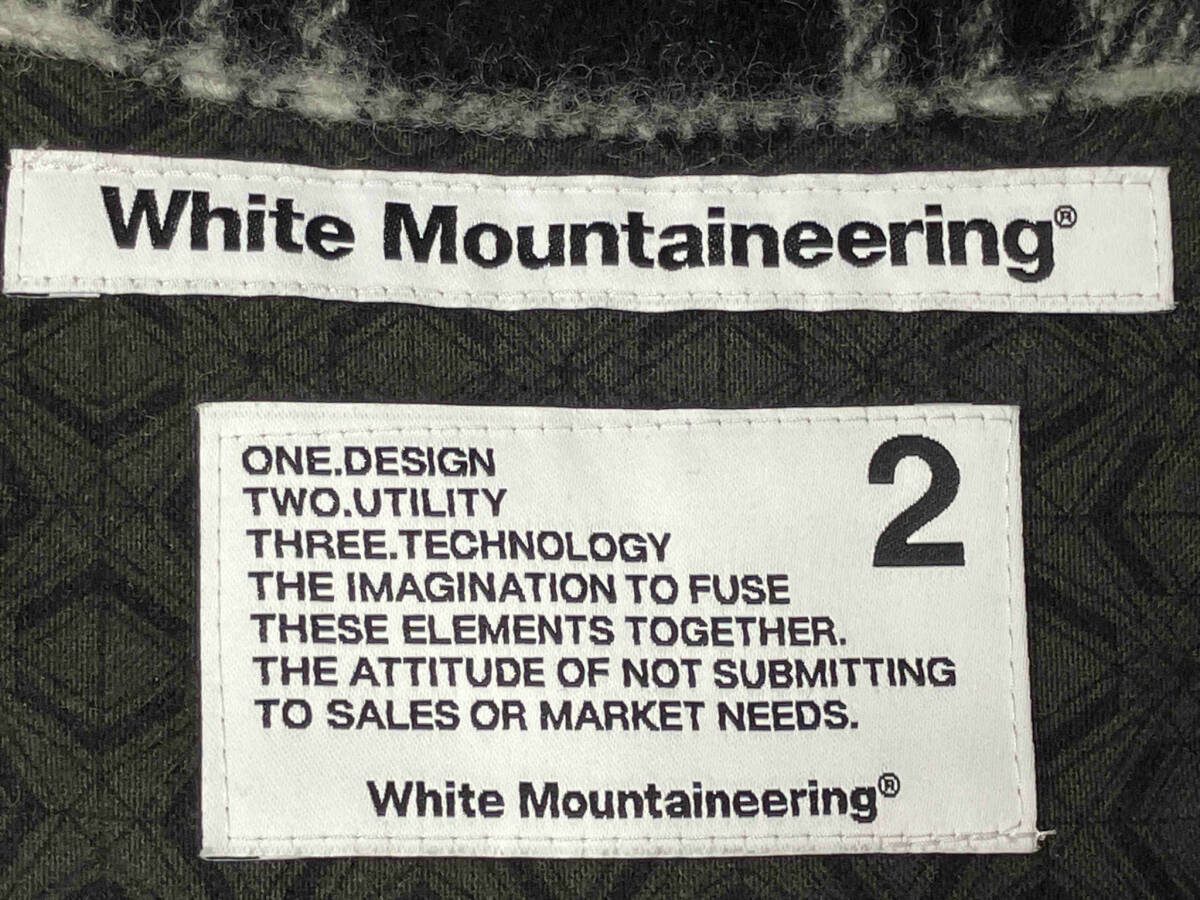 White Mountaineering®
2
ONE.DESIGN
TWO.UTILITY
THREE.TECHNOLOGY
THE IMAGINATION TO FUSE
THESE ELEMENTS TOGETHER.
THE ATTITUDE OF NOT SUBMITTING
TO SALES OR MARKET NEEDS.
White Mountaineering®